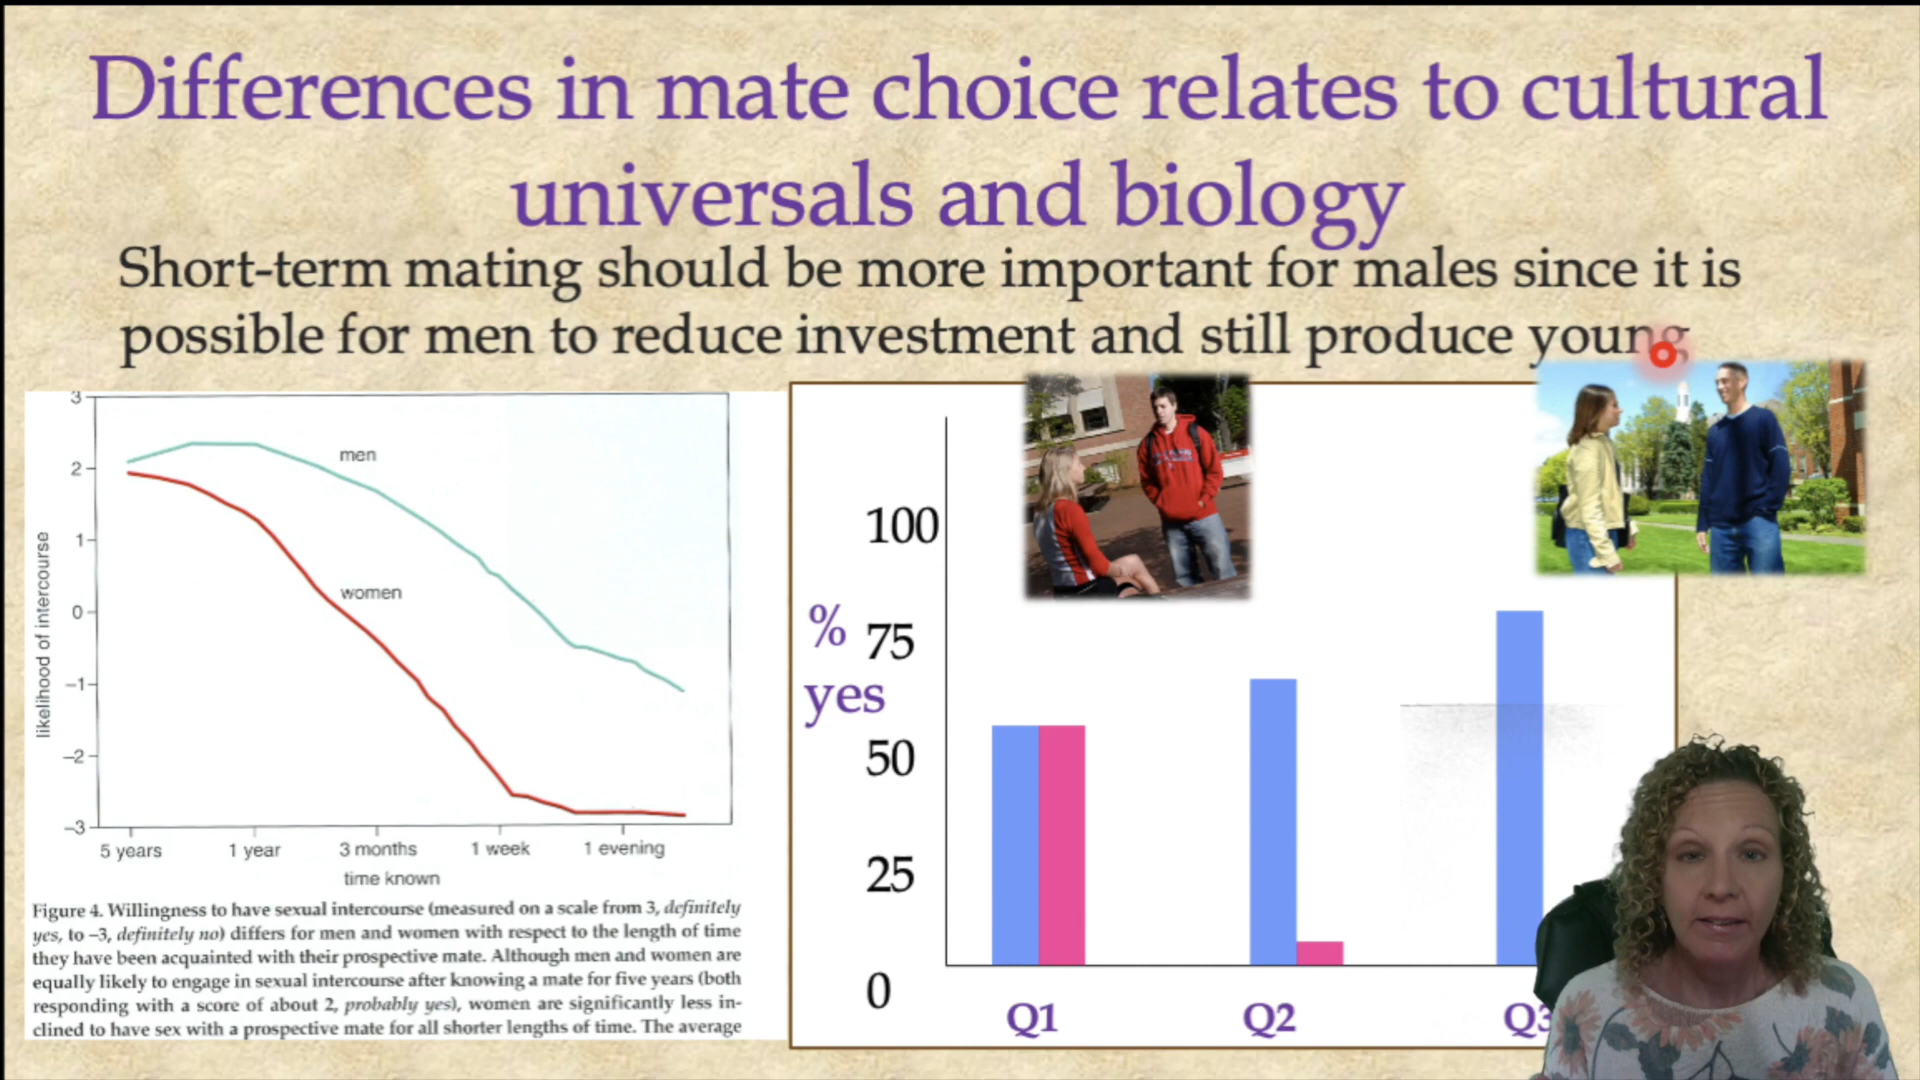 Differences in mate choice relates to cultural
universals and biology
Short-term mating should be more important for males since it is
possible for men to reduce investment and still produce young
3
2
1
0
−1
−2
−3
likelihood of intercourse
men
women
5 years 1 year 3 months 1 week 1 evening
time known
Figure 4. Willingness to have sexual intercourse (measured on a scale from 3, definitely
yes, to –3, definitely no) differs for men and women with respect to the length of time
they have been acquainted with their prospective mate. Although men and women are
equally likely to engage in sexual intercourse after knowing a mate for five years (both
responding with a score of about 2, probably yes), women are significantly less in-
clined to have sex with a prospective mate for all shorter lengths of time. The average
100
75
50
25
0
%
yes
Q1 Q2 Q3